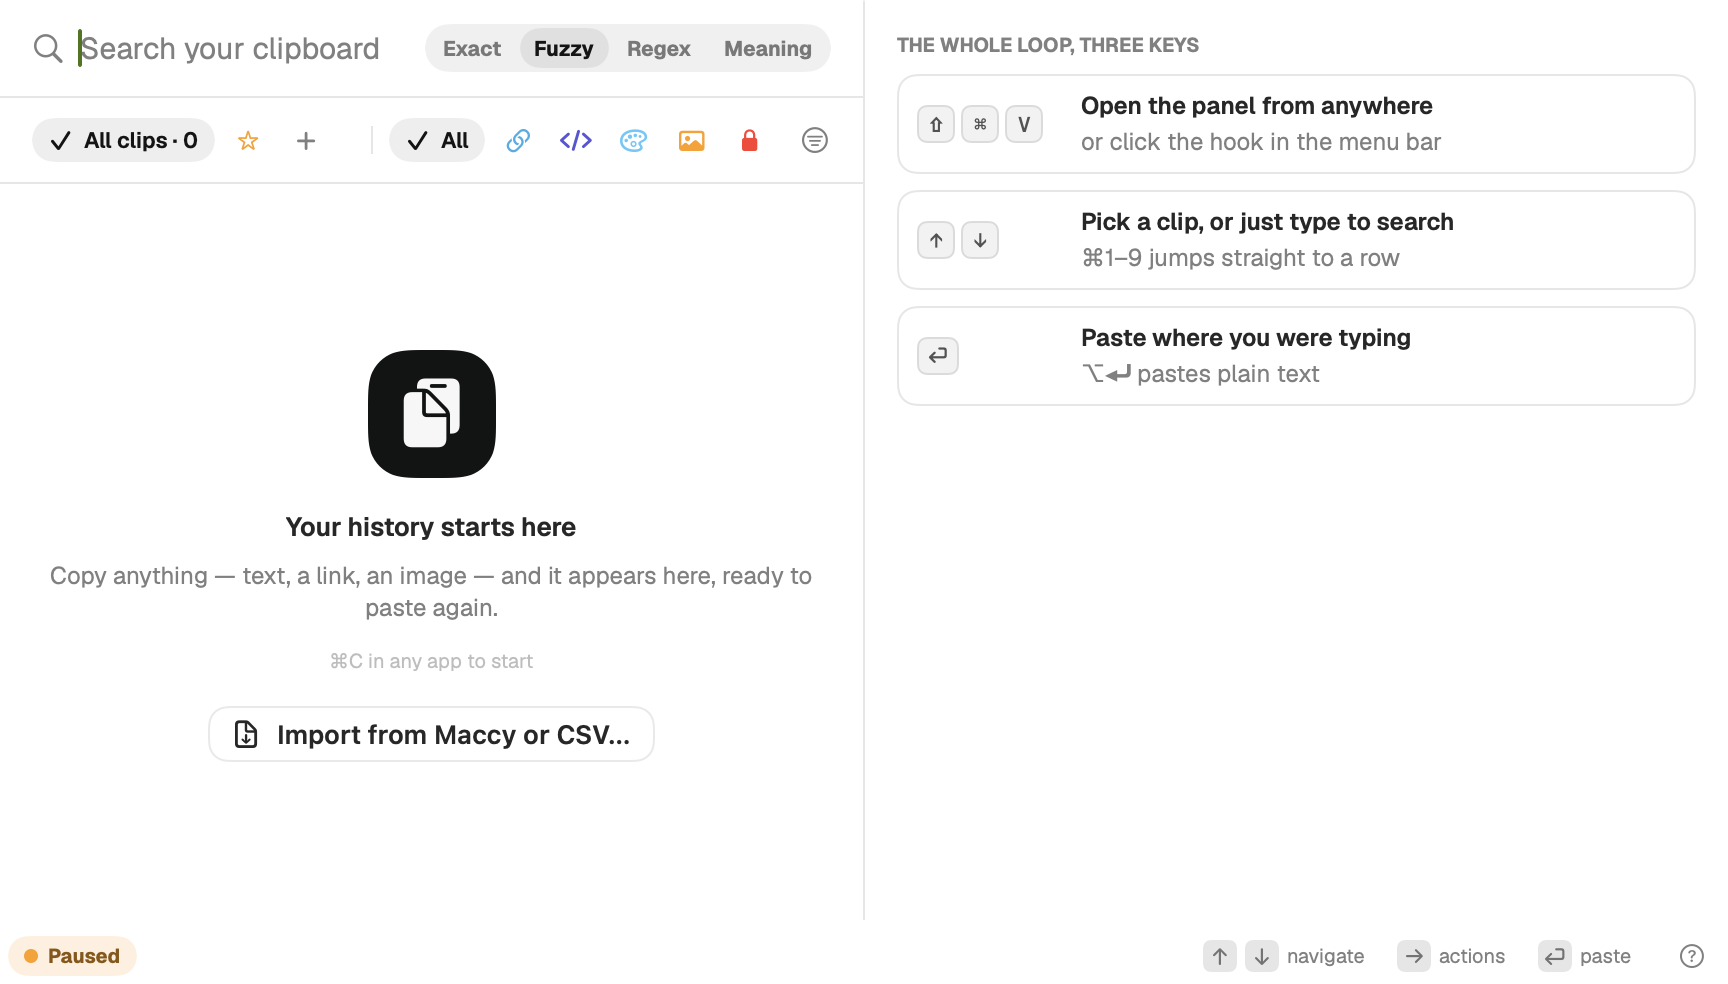 Search your clipboard
Exact Fuzzy Regex Meaning
All clips · 0
All
Your history starts here
Copy anything — text, a link, an image — and it appears here, ready to
paste again.
⌘C in any app to start
Import from Maccy or CSV...
Paused
THE WHOLE LOOP, THREE KEYS
⇧ ⌘ V
Open the panel from anywhere
or click the hook in the menu bar
↑ ↓
Pick a clip, or just type to search
⌘1–9 jumps straight to a row
↩
Paste where you were typing
⌥↩ pastes plain text
↑ ↓ navigate → actions ↩ paste ?